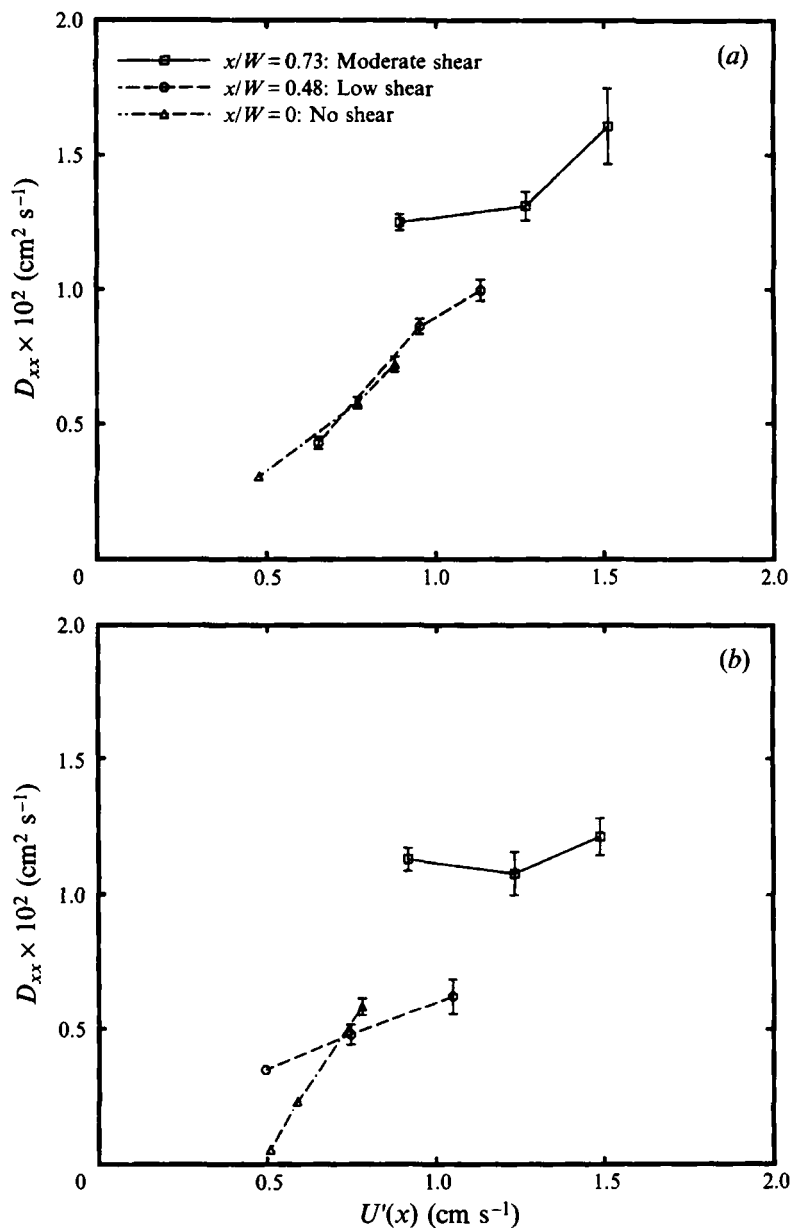 2.0
(a)
x/W = 0.73: Moderate shear
x/W = 0.48: Low shear
x/W = 0: No shear
1.5
1.0
0.5
D_xx × 10² (cm² s⁻¹)
0 0.5 1.0 1.5 2.0
2.0
(b)
1.5
1.0
0.5
D_xx × 10² (cm² s⁻¹)
0 0.5 1.0 1.5 2.0
U'(x) (cm s⁻¹)